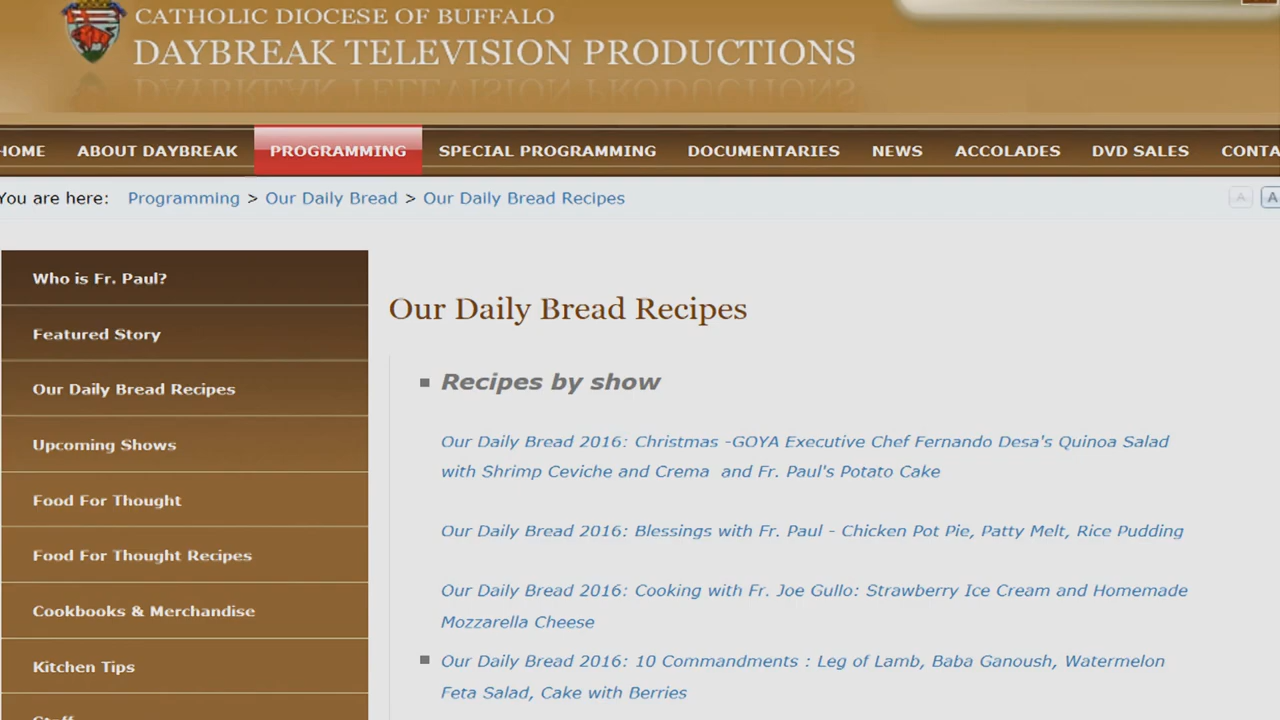 CATHOLIC DIOCESE OF BUFFALO
DAYBREAK TELEVISION PRODUCTIONS
HOME ABOUT DAYBREAK PROGRAMMING SPECIAL PROGRAMMING DOCUMENTARIES NEWS ACCOLADES DVD SALES CONTA
You are here: Programming > Our Daily Bread > Our Daily Bread Recipes
A A
Who is Fr. Paul?
Featured Story
Our Daily Bread Recipes
Upcoming Shows
Food For Thought
Food For Thought Recipes
Cookbooks & Merchandise
Kitchen Tips
Staff
Our Daily Bread Recipes
Recipes by show
Our Daily Bread 2016: Christmas -GOYA Executive Chef Fernando Desa's Quinoa Salad
with Shrimp Ceviche and Crema and Fr. Paul's Potato Cake
Our Daily Bread 2016: Blessings with Fr. Paul - Chicken Pot Pie, Patty Melt, Rice Pudding
Our Daily Bread 2016: Cooking with Fr. Joe Gullo: Strawberry Ice Cream and Homemade
Mozzarella Cheese
Our Daily Bread 2016: 10 Commandments : Leg of Lamb, Baba Ganoush, Watermelon
Feta Salad, Cake with Berries